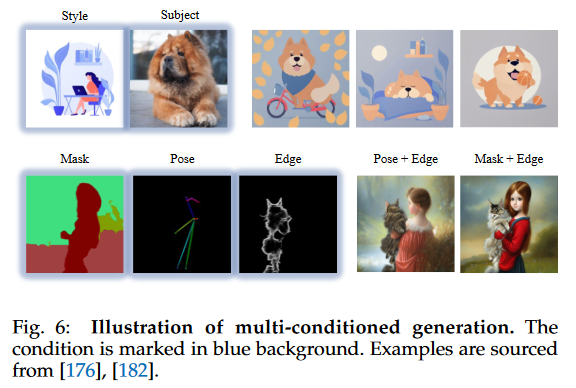 Style Subject
Mask Pose Edge Pose + Edge Mask + Edge
Fig. 6: Illustration of multi-conditioned generation. The
condition is marked in blue background. Examples are sourced
from [176], [182].